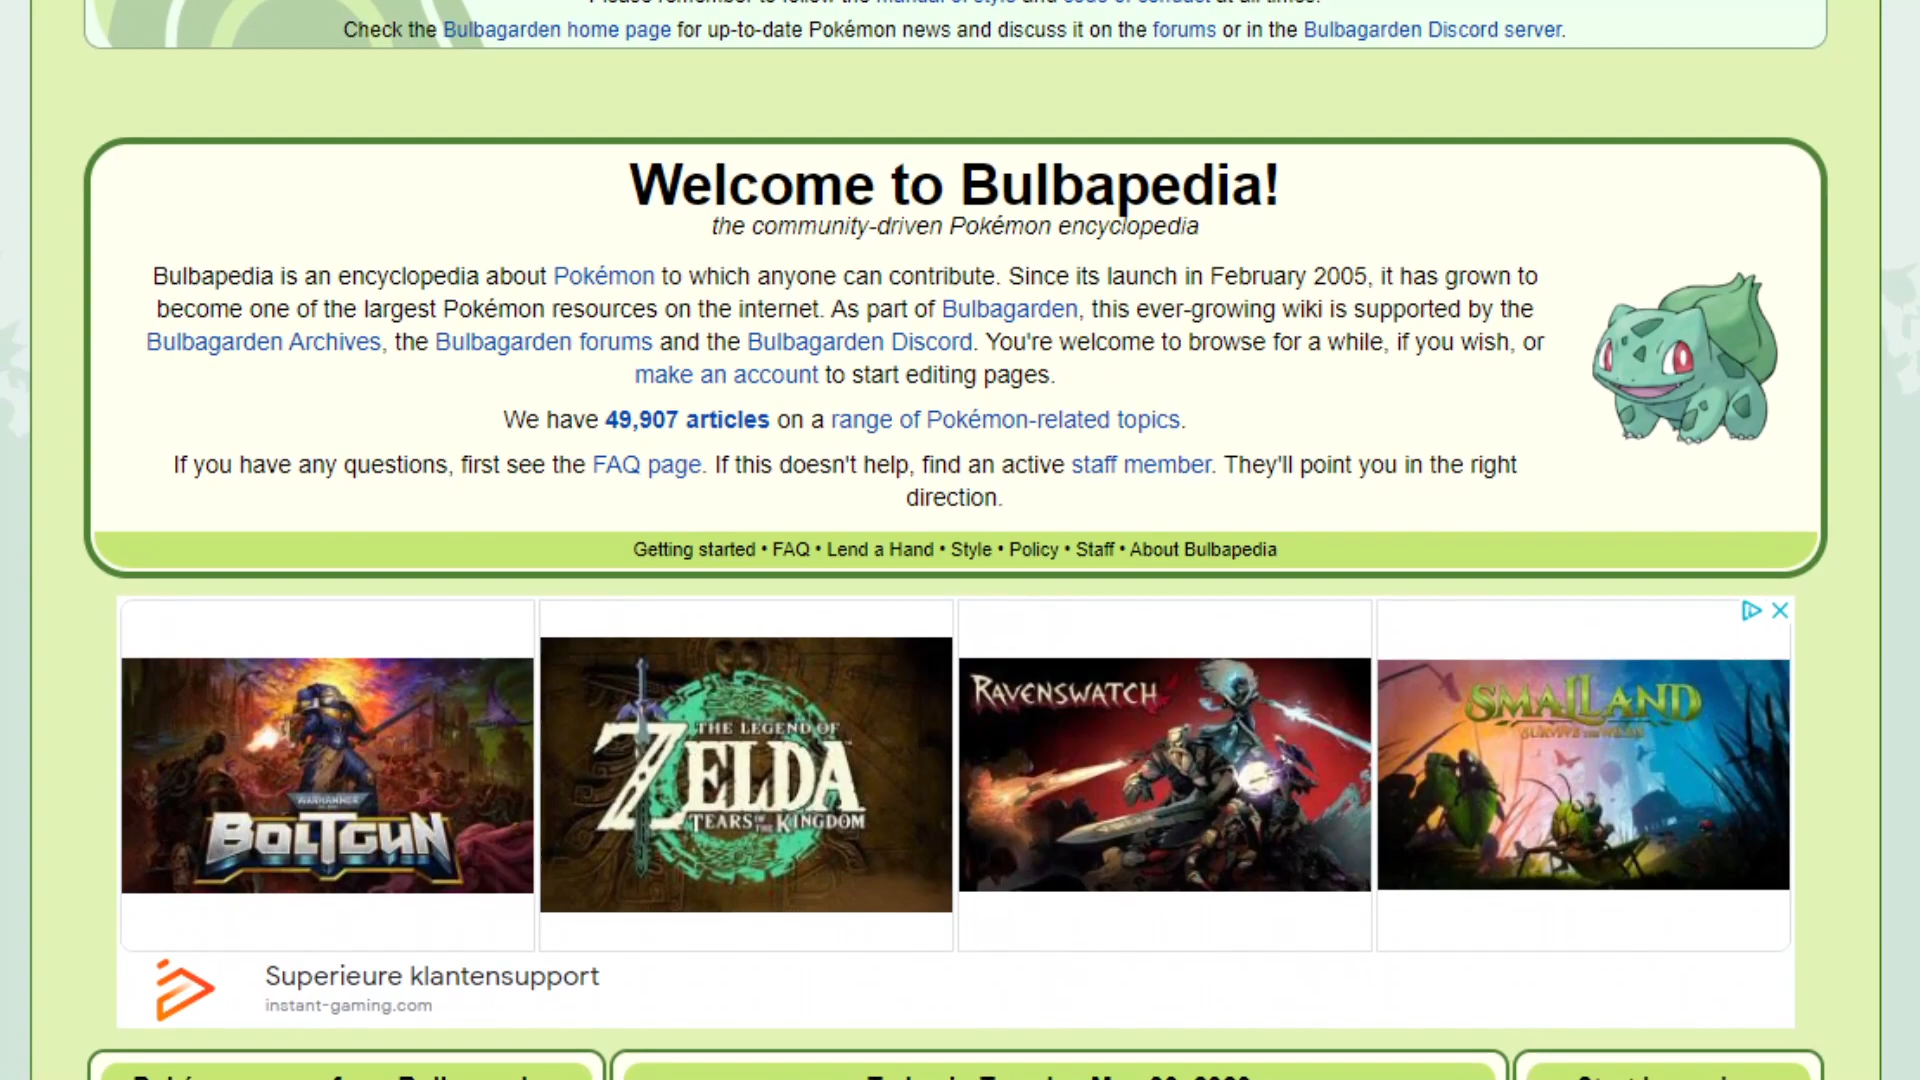 Check the Bulbagarden home page for up-to-date Pokémon news and discuss it on the forums or in the Bulbagarden Discord server.
Welcome to Bulbapedia!
the community-driven Pokémon encyclopedia
Bulbapedia is an encyclopedia about Pokémon to which anyone can contribute. Since its launch in February 2005, it has grown to
become one of the largest Pokémon resources on the internet. As part of Bulbagarden, this ever-growing wiki is supported by the
Bulbagarden Archives, the Bulbagarden forums and the Bulbagarden Discord. You're welcome to browse for a while, if you wish, or
make an account to start editing pages.
We have 49,907 articles on a range of Pokémon-related topics.
If you have any questions, first see the FAQ page. If this doesn't help, find an active staff member. They'll point you in the right
direction.
Getting started • FAQ • Lend a Hand • Style • Policy • Staff • About Bulbapedia
WARHAMMER
BOLTGUN
THE LEGEND OF
ZELDA
TEARS OF THE KINGDOM
RAVENSWATCH
SMALLAND
SURVIVE THE WILDS
Superieure klantensupport
instant-gaming.com